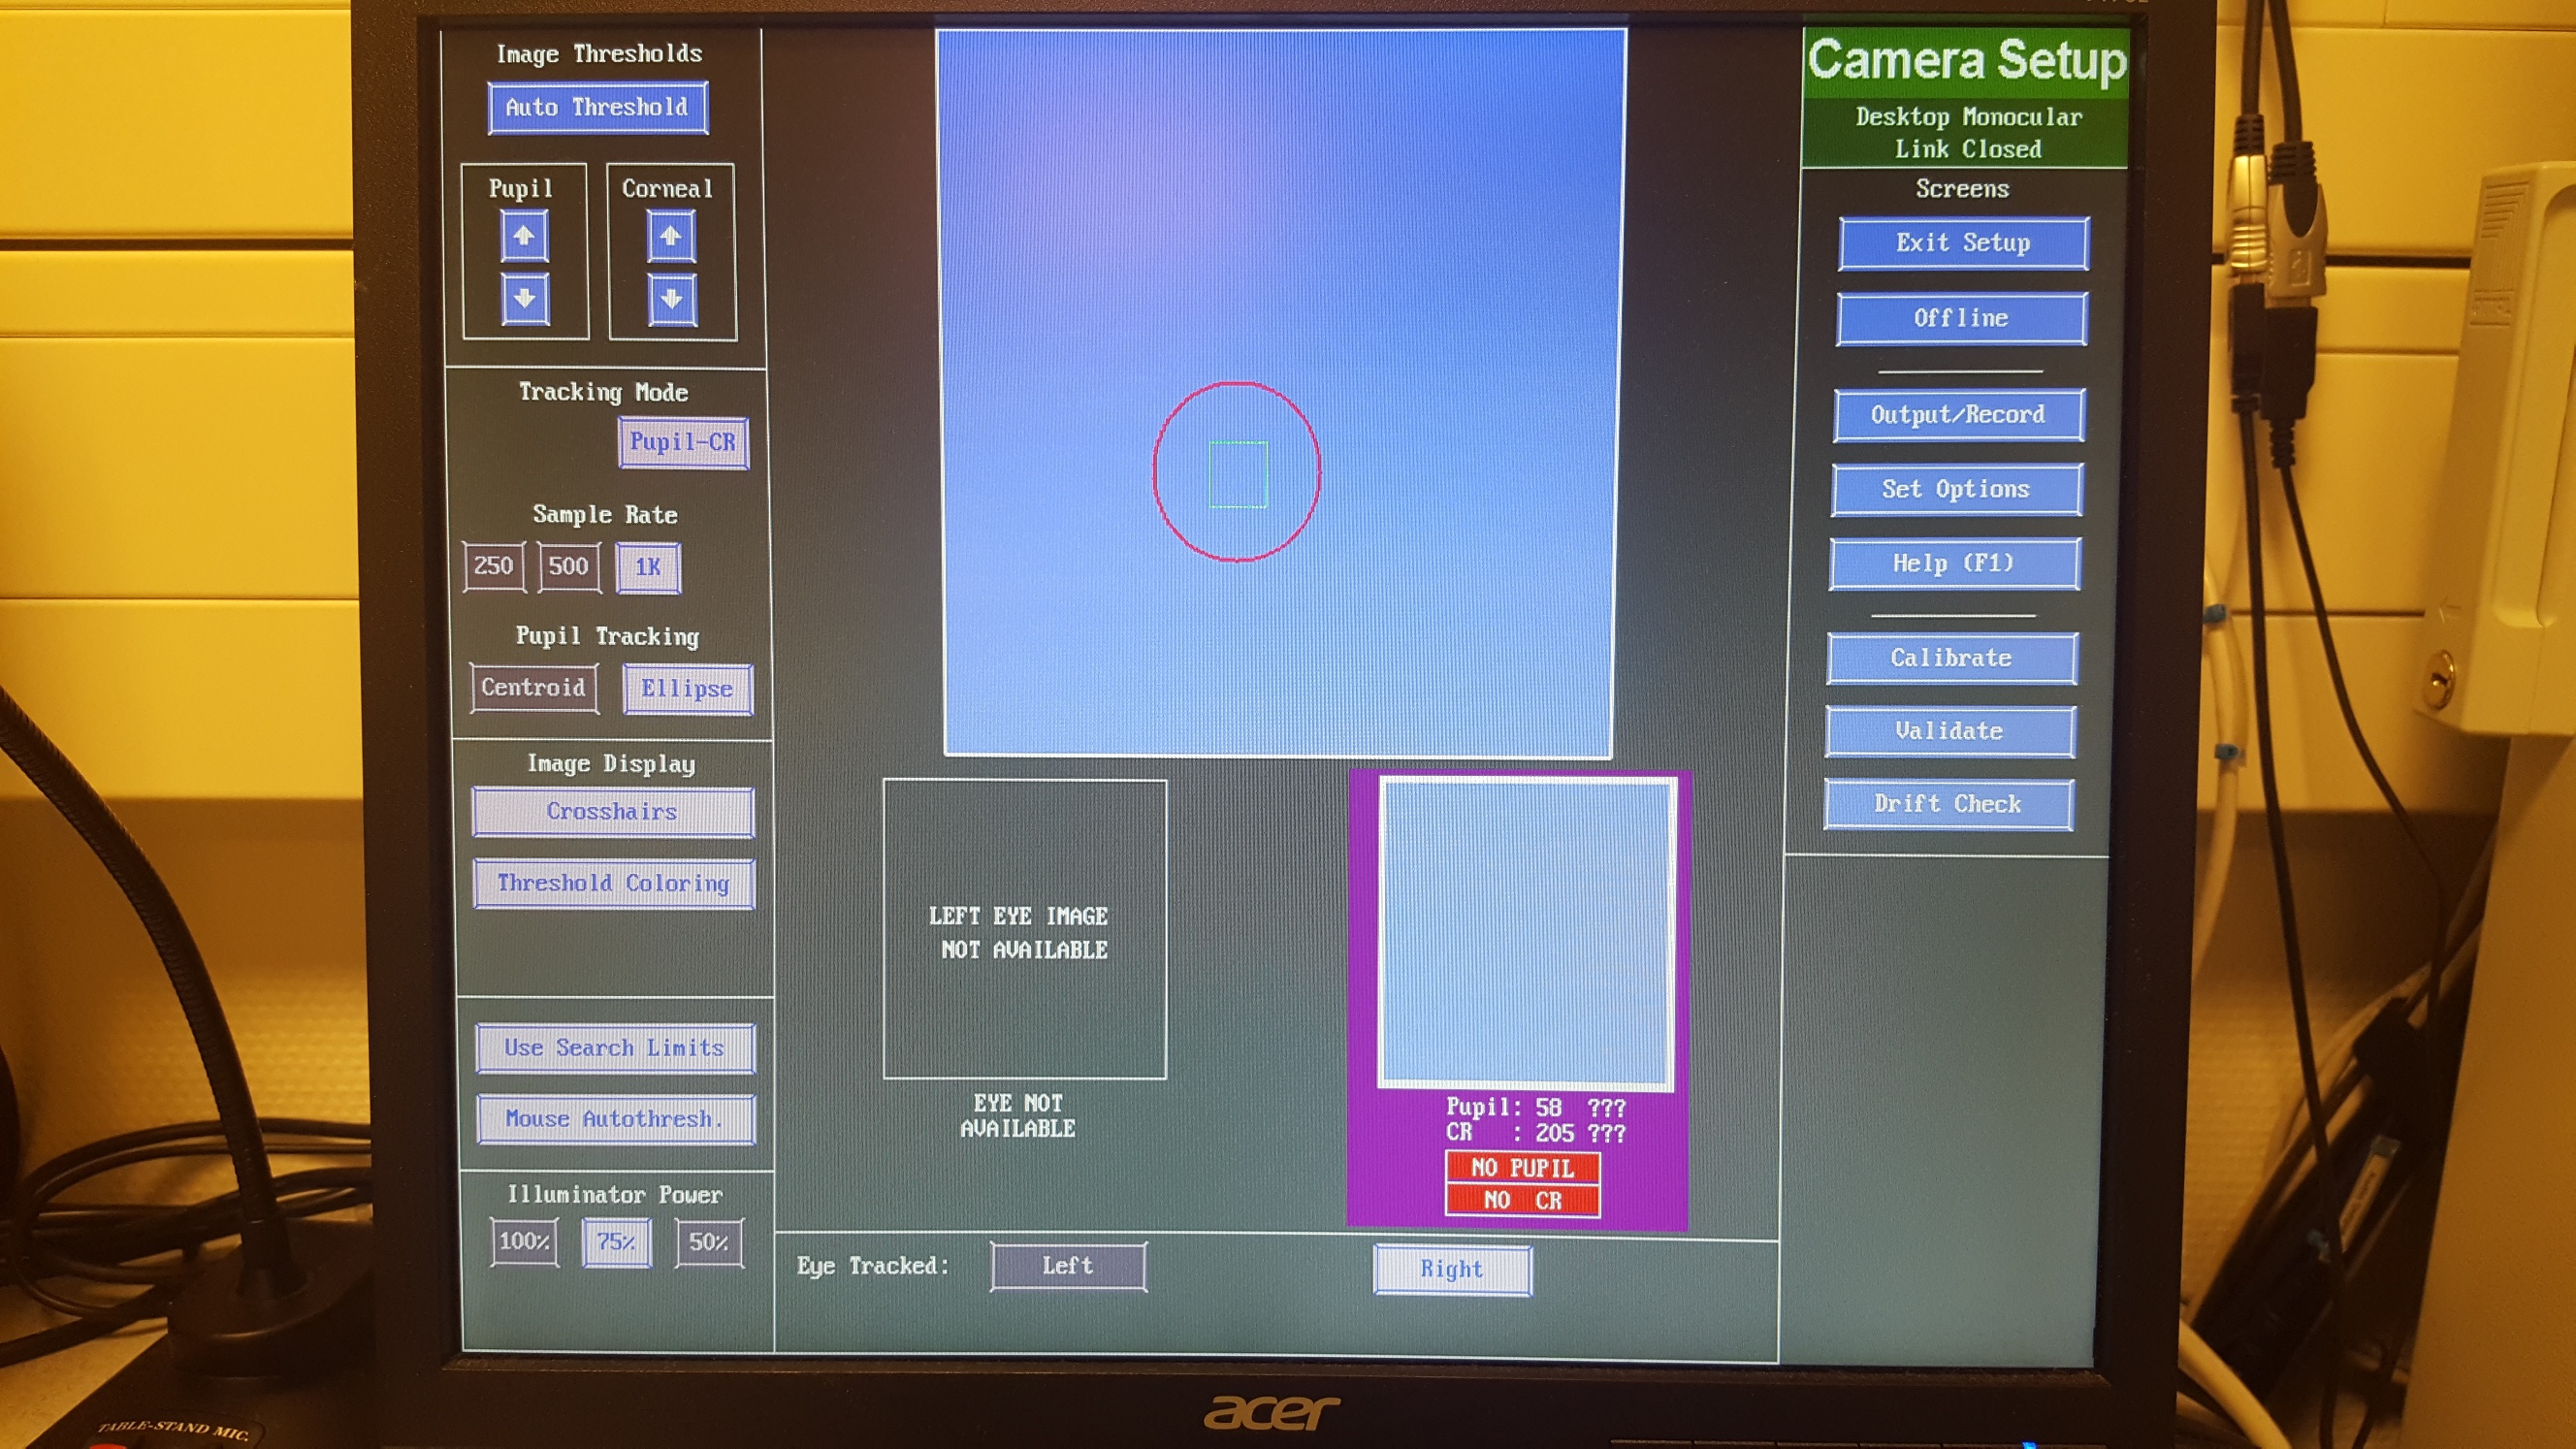 Image Thresholds
Auto Threshold
Pupil
Corneal
Tracking Mode
Pupil-CR
Sample Rate
250 500 1K
Pupil Tracking
Centroid Ellipse
Image Display
Crosshairs
Threshold Coloring
Use Search Limits
Mouse Autothresh.
Illuminator Power
100% 75% 50%
LEFT EYE IMAGE
NOT AVAILABLE
EYE NOT
AVAILABLE
Pupil: 58 ???
CR : 205 ???
NO PUPIL
NO CR
Eye Tracked: Left Right
Camera Setup
Desktop Monocular
Link Closed
Screens
Exit Setup
Offline
Output/Record
Set Options
Help (F1)
Calibrate
Validate
Drift Check
acer
TABLE-STAND MIC.